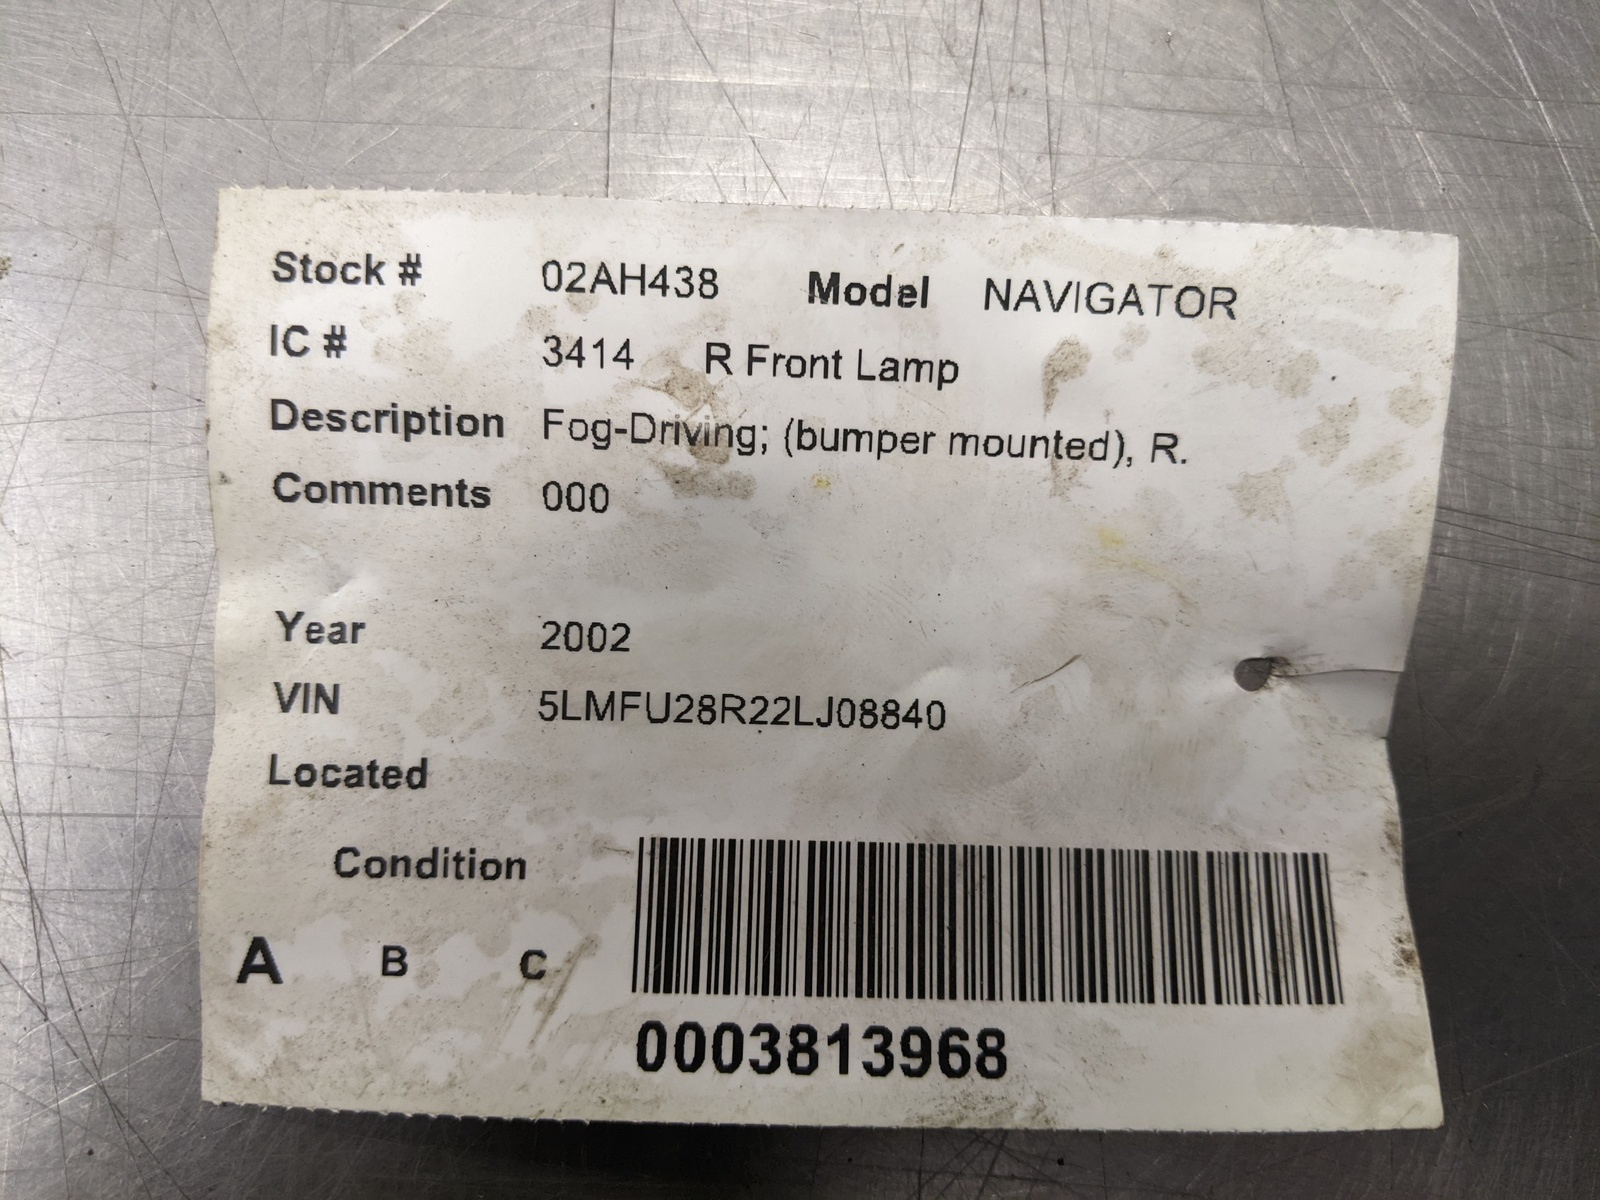 Stock # 02AH438 Model NAVIGATOR
IC # 3414 R Front Lamp
Description Fog-Driving; (bumper mounted), R.
Comments 000
Year 2002
VIN 5LMFU28R22LJ08840
Located
Condition
A B C
0003813968